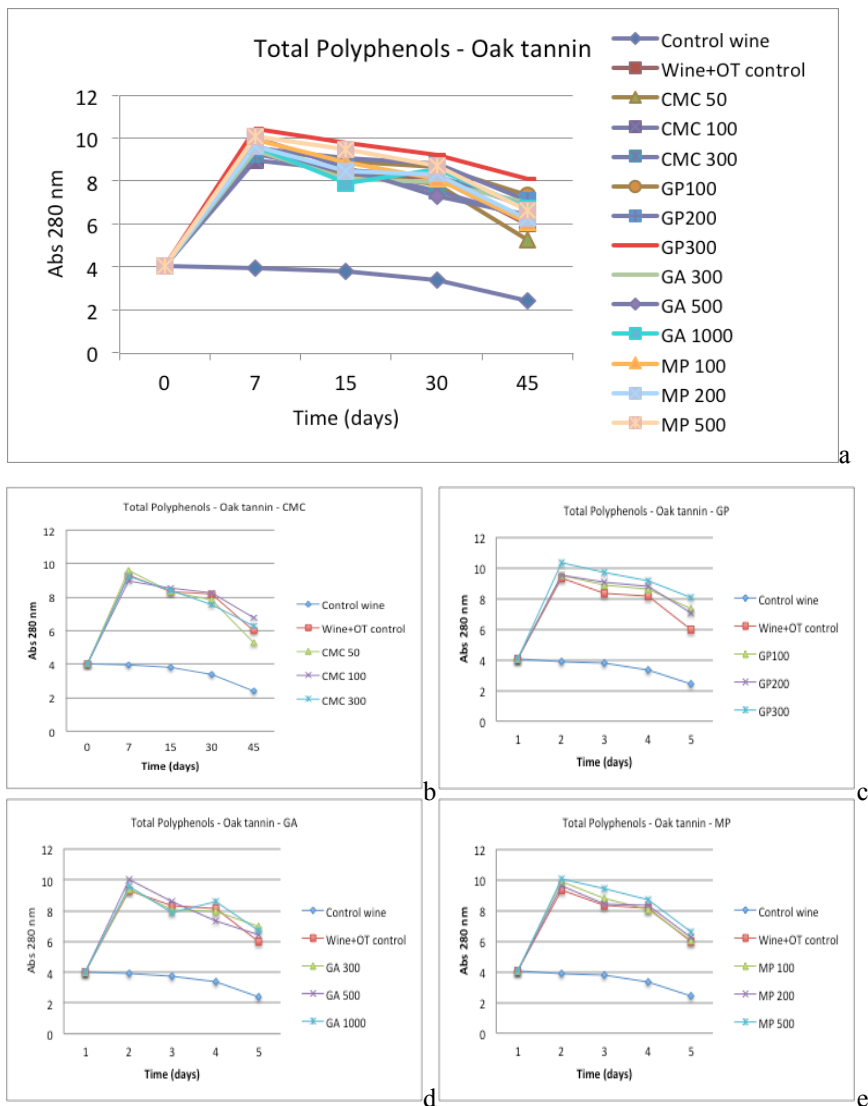 Total Polyphenols - Oak tannin
Abs 280 nm
12
10
8
6
4
2
0
0 7 15 30 45
Time (days)
Control wine
Wine+OT control
CMC 50
CMC 100
CMC 300
GP100
GP200
GP300
GA 300
GA 500
GA 1000
MP 100
MP 200
MP 500
a
Total Polyphenols - Oak tannin - CMC
Abs 280 nm
12
10
8
6
4
2
0
0 7 15 30 45
Time (days)
Control wine
Wine+OT control
CMC 50
CMC 100
CMC 300
b
Total Polyphenols - Oak tannin - GP
Abs 280 nm
12
10
8
6
4
2
0
1 2 3 4 5
Time (days)
Control wine
Wine+OT control
GP100
GP200
GP300
c
Total Polyphenols - Oak tannin - GA
Abs 280 nm
12
10
8
6
4
2
0
1 2 3 4 5
Time (days)
Control wine
Wine+OT control
GA 300
GA 500
GA 1000
d
Total Polyphenols - Oak tannin - MP
Abs 280 nm
12
10
8
6
4
2
0
1 2 3 4 5
Time (days)
Control wine
Wine+OT control
MP 100
MP 200
MP 500
e